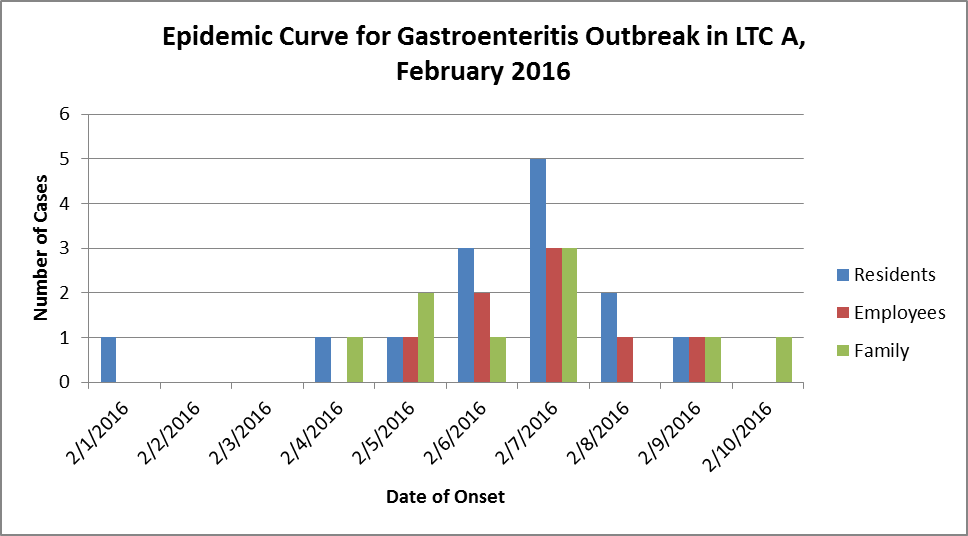 Epidemic Curve for Gastroenteritis Outbreak in LTC A,
February 2016
Number of Cases
6
5
4
3
2
1
0
2/1/2016
2/2/2016
2/3/2016
2/4/2016
2/5/2016
2/6/2016
2/7/2016
2/8/2016
2/9/2016
2/10/2016
Date of Onset
Residents
Employees
Family